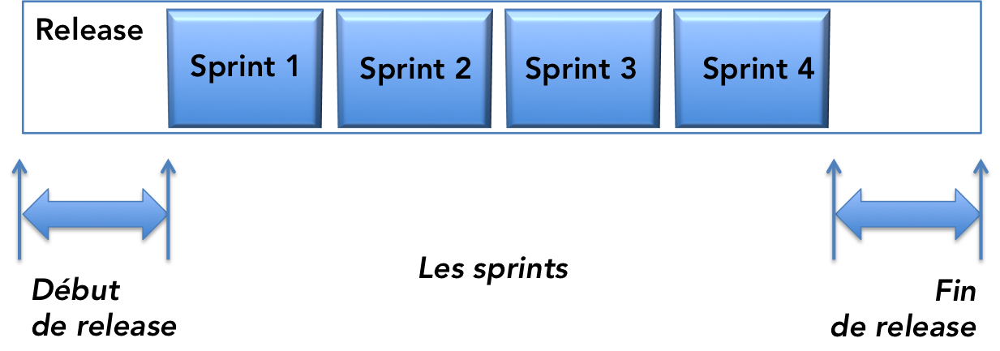 Release
Sprint 1
Sprint 2
Sprint 3
Sprint 4
Les sprints
Début
de release
Fin
de release